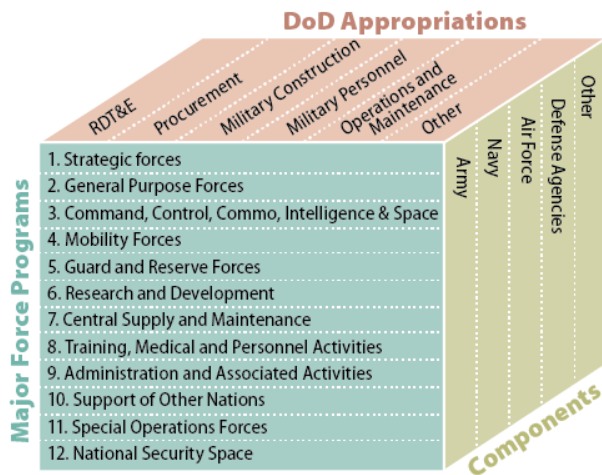 DoD Appropriations
RDT&E
Procurement
Military Construction
Military Personnel
Operations and
Maintenance
Other
Major Force Programs
1. Strategic forces
2. General Purpose Forces
3. Command, Control, Commo, Intelligence & Space
4. Mobility Forces
5. Guard and Reserve Forces
6. Research and Development
7. Central Supply and Maintenance
8. Training, Medical and Personnel Activities
9. Administration and Associated Activities
10. Support of Other Nations
11. Special Operations Forces
12. National Security Space
Army
Navy
Air Force
Defense Agencies
Other
Components